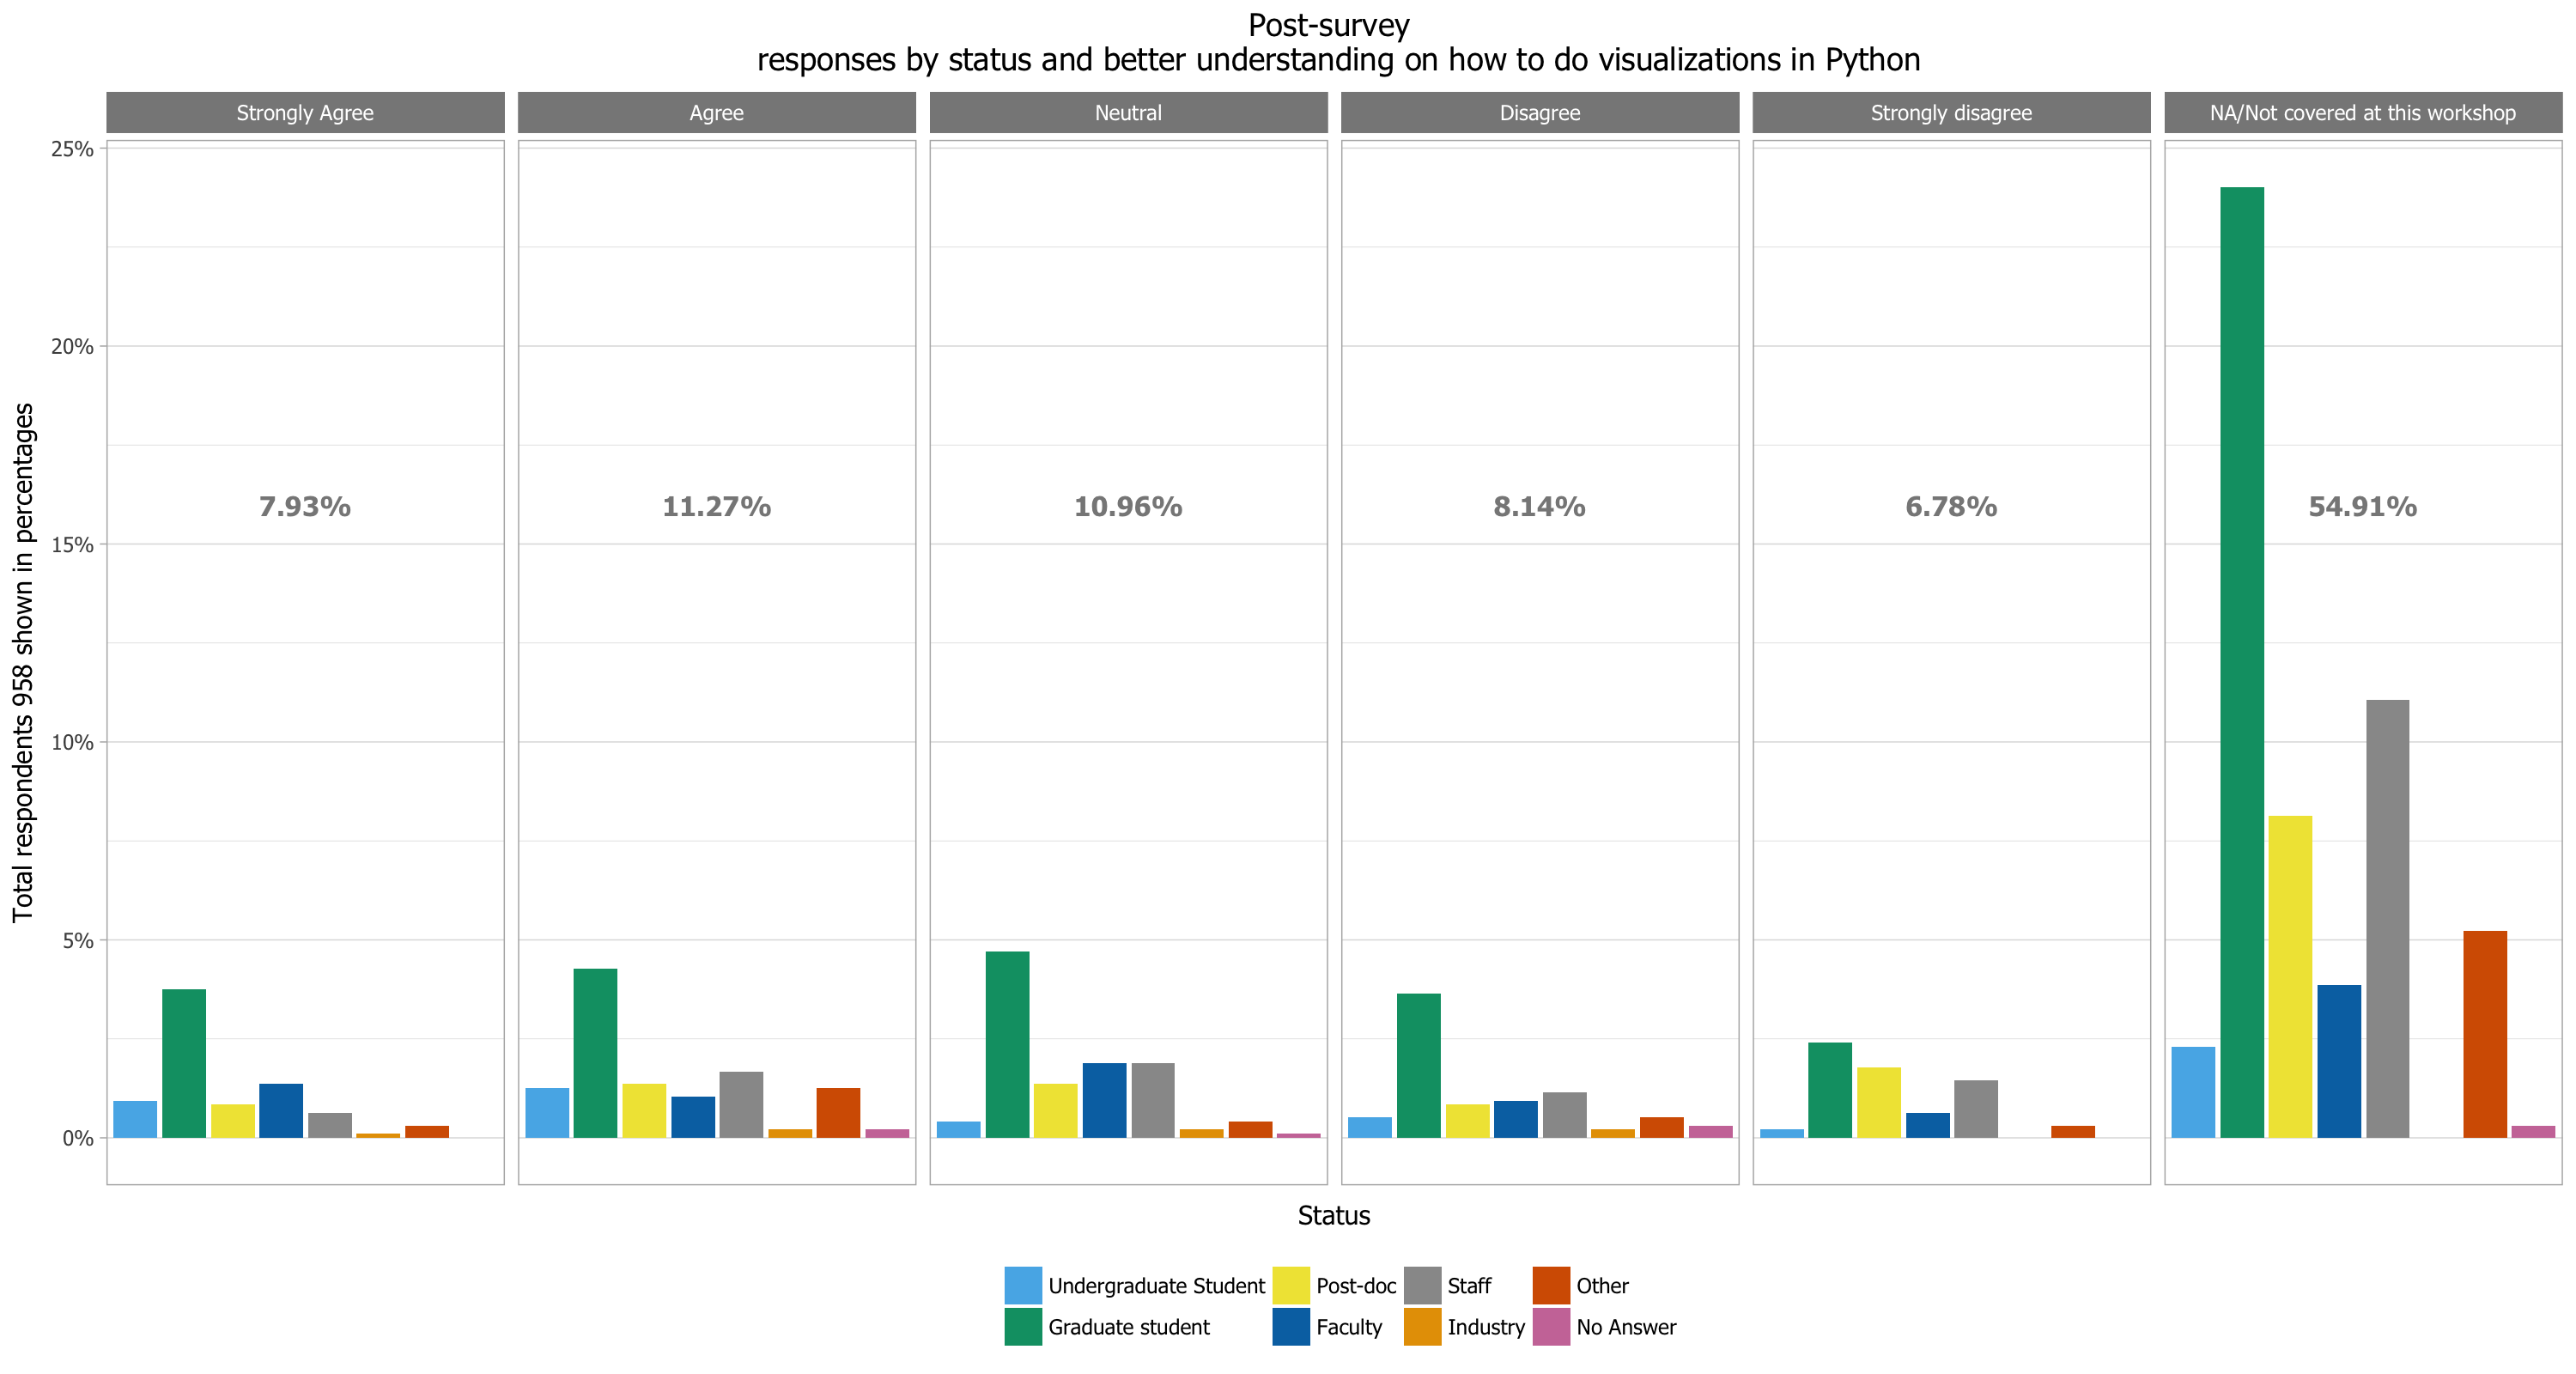 Post-survey
responses by status and better understanding on how to do visualizations in Python
Strongly Agree
Agree
Neutral
Disagree
Strongly disagree
NA/Not covered at this workshop
25%
20%
15%
10%
5%
0%
Total respondents 958 shown in percentages
7.93%
11.27%
10.96%
8.14%
6.78%
54.91%
Status
Undergraduate Student
Post-doc
Staff
Other
Graduate student
Faculty
Industry
No Answer